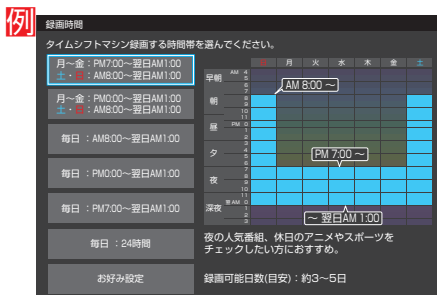 例
録画時間
タイムシフトマシン録画する時間帯を選んでください。
月～金：PM7:00～翌日AM1:00
土・日：AM8:00～翌日AM1:00
月～金：PM0:00～翌日AM1:00
土・日：AM8:00～翌日AM1:00
毎日 ：AM8:00～翌日AM1:00
毎日 ：PM0:00～翌日AM1:00
毎日 ：PM7:00～翌日AM1:00
毎日 ：24時間
お好み設定
日 月 火 水 木 金 土
早朝 AM 4
5
6
7
朝 8
9
10
11
昼 PM 0
1
2
3
夕 4
5
6
夜 7
8
9
10
11
深夜 翌AM 0
1
2
3
AM 8:00 ～
PM 7:00 ～
～ 翌日AM 1:00
夜の人気番組、休日のアニメやスポーツを
チェックしたい方におすすめ。
録画可能日数(目安)：約3～5日